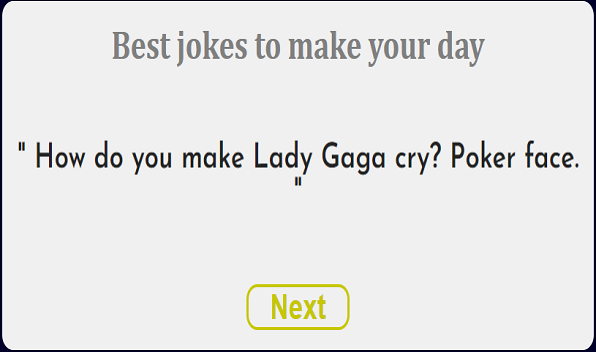 Best jokes to make your day
" How do you make Lady Gaga cry? Poker face.
"
Next